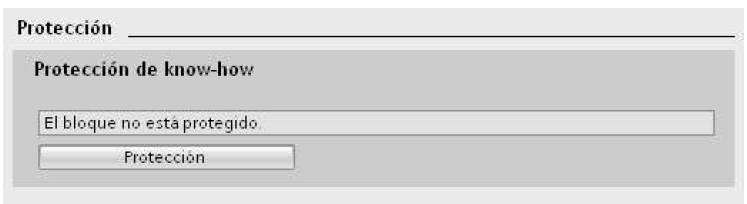 Protección
Protección de know-how
El bloque no está protegido.
Protección